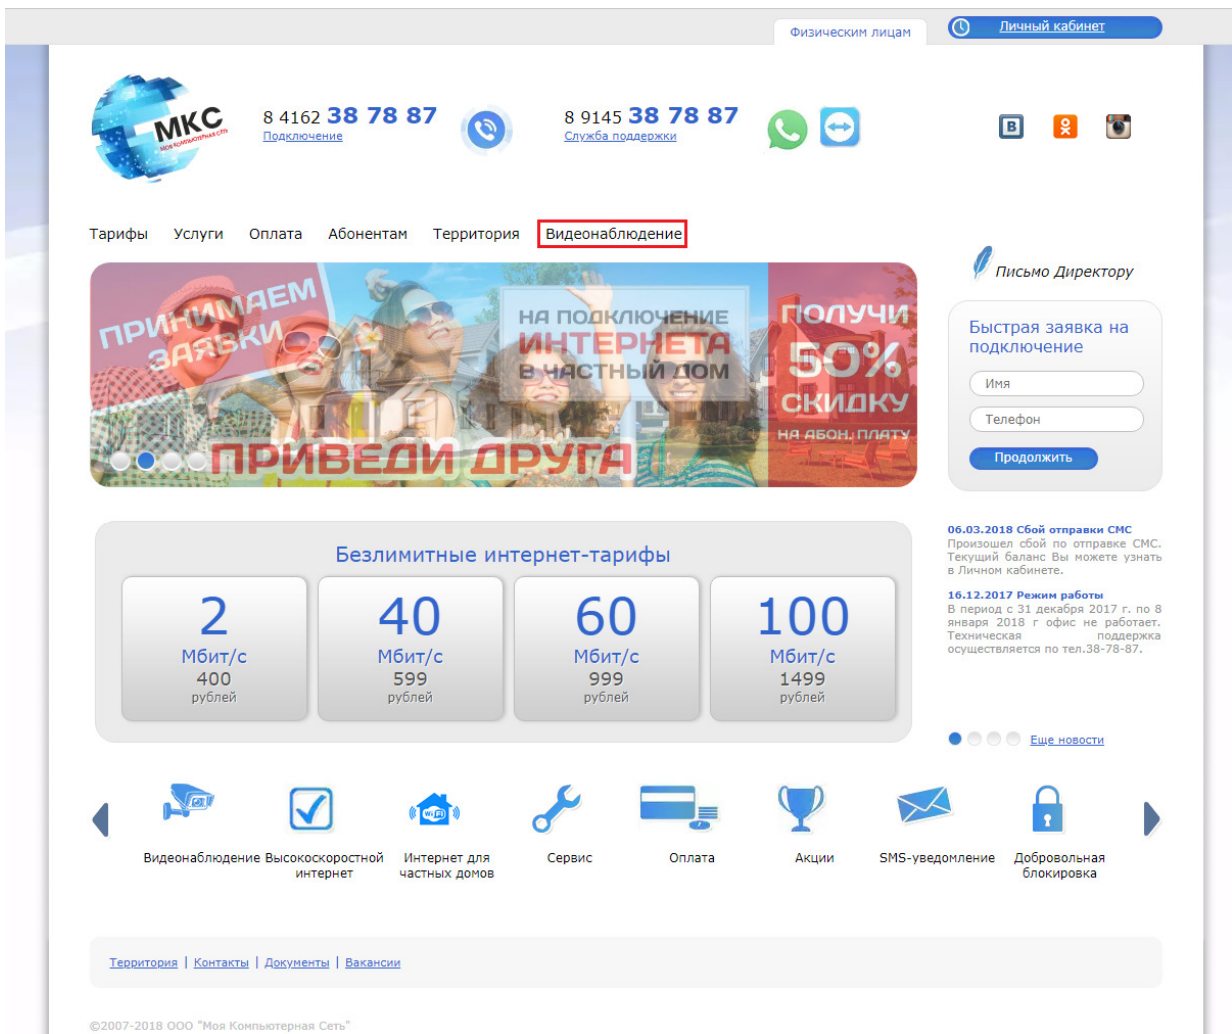 Физическим лицам
Личный кабинет
МКС
МОЯ КОМПЬЮТЕРНАЯ СЕТЬ
8 4162 38 78 87
Подключение
8 9145 38 78 87
Служба поддержки
В
Тарифы Услуги Оплата Абонентам Территория Видеонаблюдение
Письмо Директору
ПРИНИМАЕМ
ЗАЯВКИ
НА ПОДКЛЮЧЕНИЕ
ИНТЕРНЕТА
В ЧАСТНЫЙ ДОМ
ПОЛУЧИ
50%
СКИДКУ
НА АБОН. ПЛАТУ
ПРИВЕДИ ДРУГА
Быстрая заявка на
подключение
Имя
Телефон
Продолжить
Безлимитные интернет-тарифы
2
Мбит/с
400
рублей
40
Мбит/с
599
рублей
60
Мбит/с
999
рублей
100
Мбит/с
1499
рублей
06.03.2018 Сбой отправки СМС
Произошел сбой по отправке СМС.
Текущий баланс Вы можете узнать
в Личном кабинете.
16.12.2017 Режим работы
В период с 31 декабря 2017 г. по 8
января 2018 г офис не работает.
Техническая поддержка
осуществляется по тел.38-78-87.
Еще новости
WiFi
Видеонаблюдение
Высокоскоростной
интернет
Интернет для
частных домов
Сервис
Оплата
Акции
SMS-уведомление
Добровольная
блокировка
Территория | Контакты | Документы | Вакансии
©2007-2018 ООО "Моя Компьютерная Сеть"